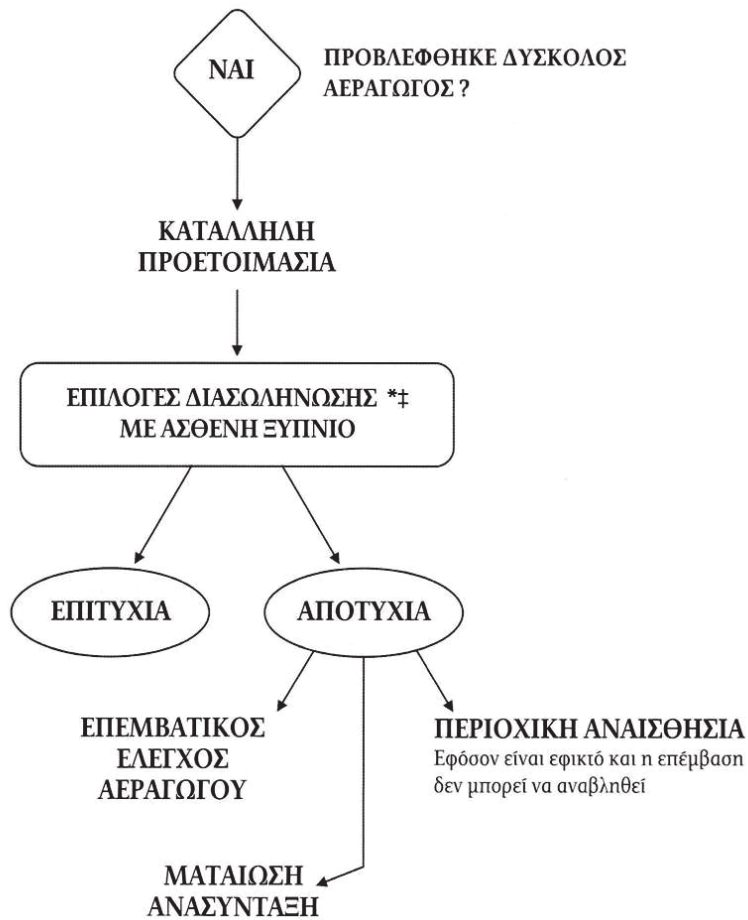 ΝΑΙ
ΠΡΟΒΛΕΦΘΗΚΕ ΔΥΣΚΟΛΟΣ
ΑΕΡΑΓΩΓΟΣ ?
ΚΑΤΑΛΛΗΛΗ
ΠΡΟΕΤΟΙΜΑΣΙΑ
ΕΠΙΛΟΓΕΣ ΔΙΑΣΩΛΗΝΩΣΗΣ *‡
ΜΕ ΑΣΘΕΝΗ ΞΥΠΝΙΟ
ΕΠΙΤΥΧΙΑ
ΑΠΟΤΥΧΙΑ
ΕΠΕΜΒΑΤΙΚΟΣ
ΕΛΕΓΧΟΣ
ΑΕΡΑΓΩΓΟΥ
ΠΕΡΙΟΧΙΚΗ ΑΝΑΙΣΘΗΣΙΑ
Εφόσον είναι εφικτό και η επέμβαση
δεν μπορεί να αναβληθεί
ΜΑΤΑΙΩΣΗ
ΑΝΑΣΥΝΤΑΞΗ